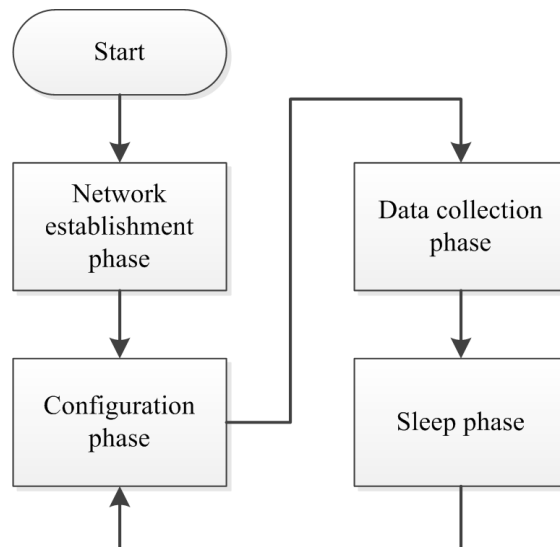 Start
Network
establishment
phase
Configuration
phase
Data collection
phase
Sleep phase